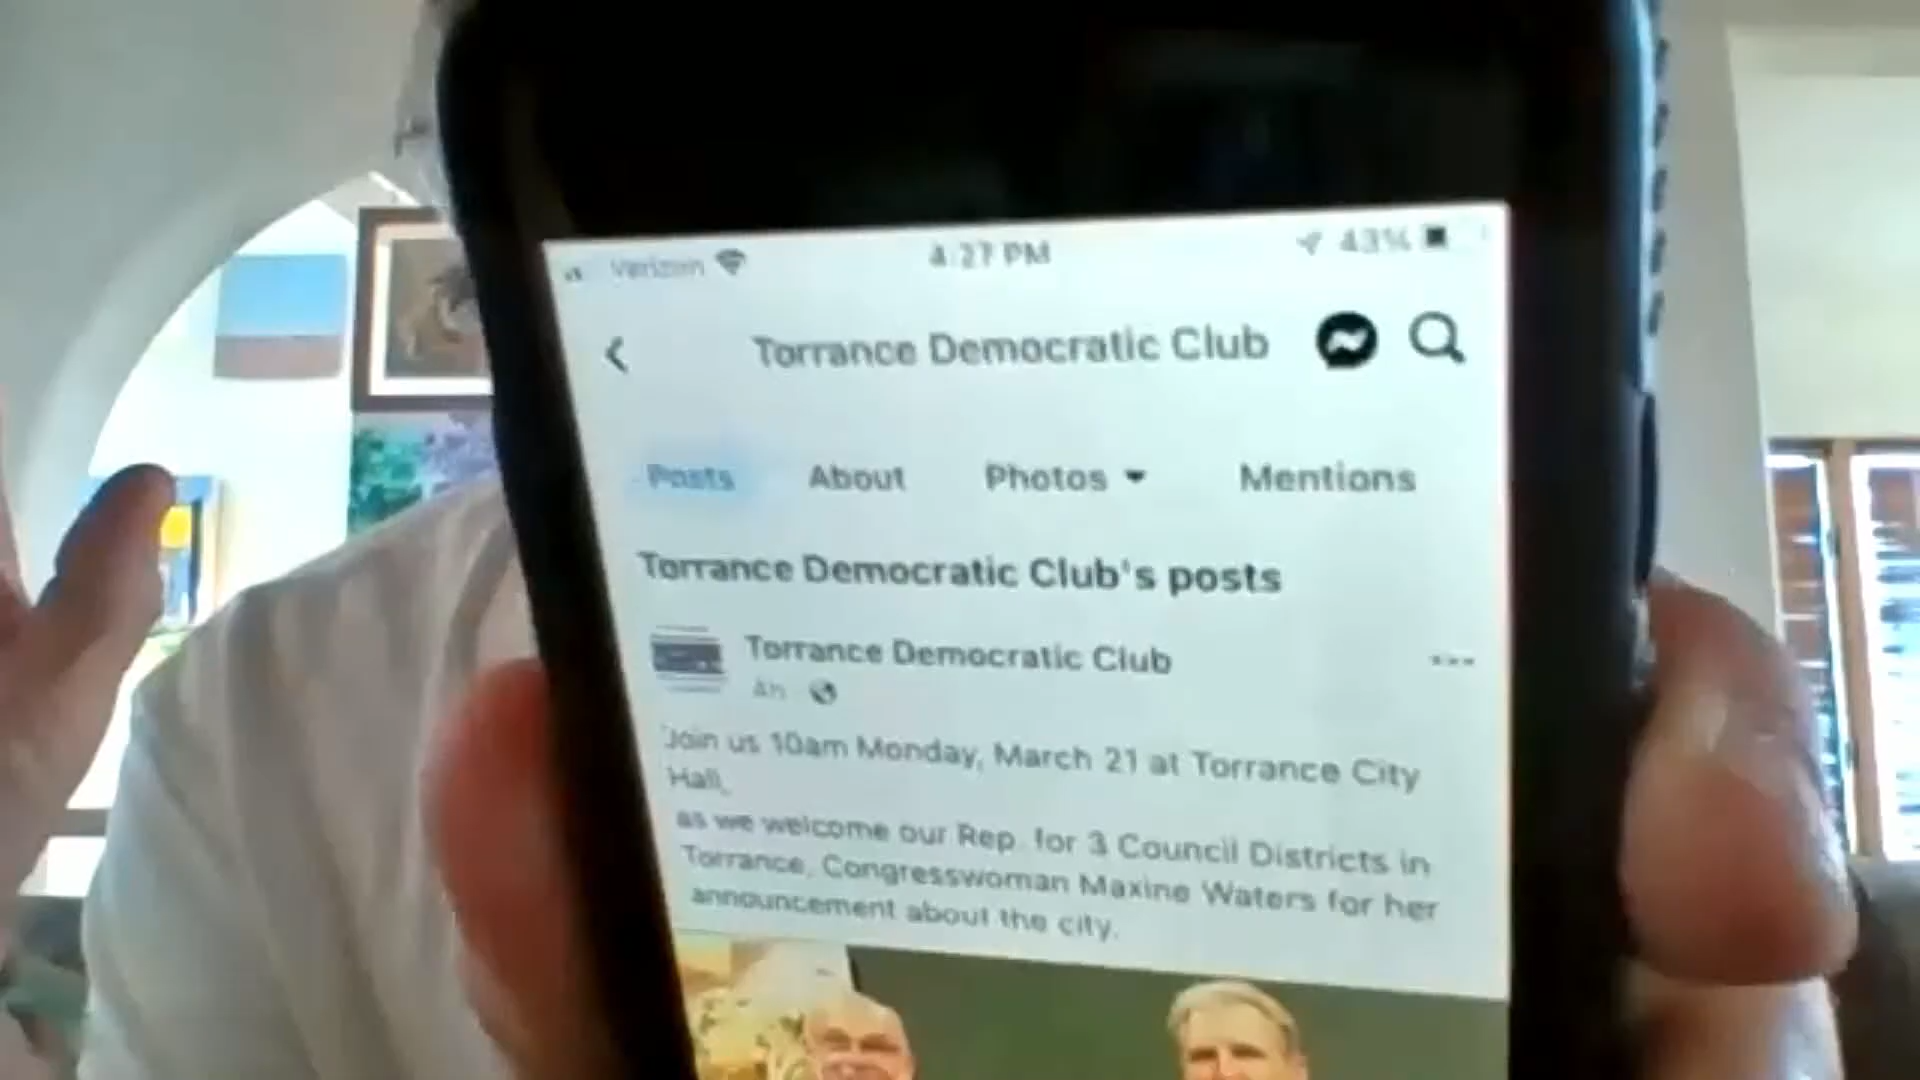 Verizon 4:27 PM 43%
Torrance Democratic Club
Posts About Photos Mentions
Torrance Democratic Club's posts
Torrance Democratic Club
4h
Join us 10am Monday, March 21 at Torrance City
Hall,
as we welcome our Rep. for 3 Council Districts in
Torrance, Congresswoman Maxine Waters for her
announcement about the city.